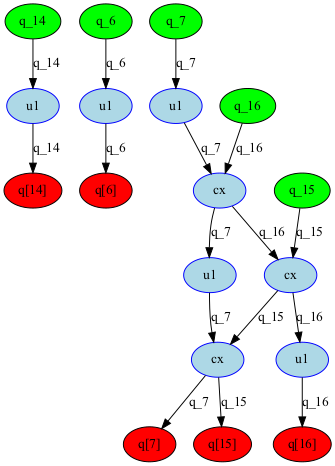 q_14 q_6 q_7
q_14 q_6 q_7
u1 u1 u1 q_16
q_14 q_6 q_7 q_16
q[14] q[6] cx q_15
q_7 q_16 q_15
u1 cx
q_7 q_15 q_16
cx u1
q_7 q_15 q_16
q[7] q[15] q[16]